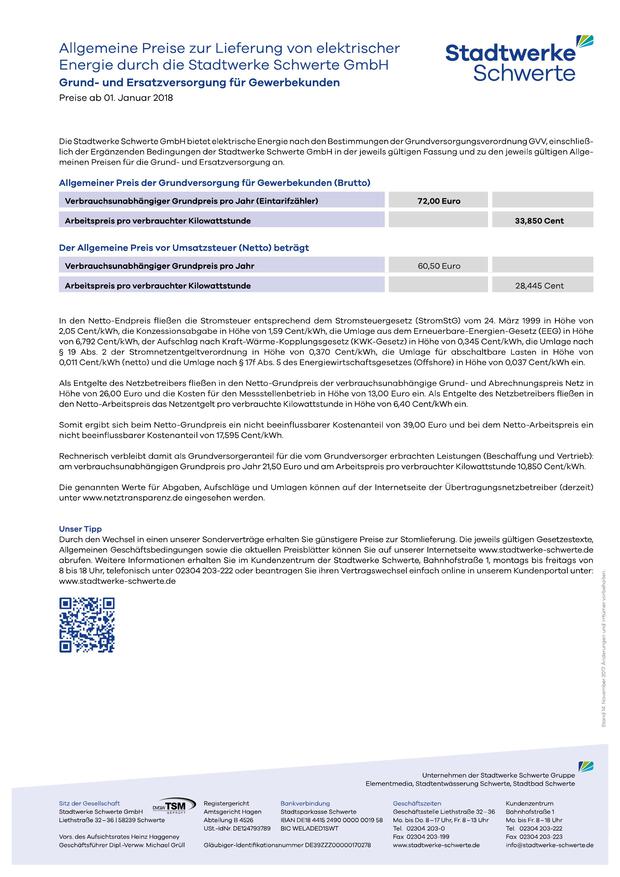 Allgemeine Preise zur Lieferung von elektrischer
Energie durch die Stadtwerke Schwerte GmbH
Grund- und Ersatzversorgung für Gewerbekunden
Preise ab 01. Januar 2018
Stadtwerke
Schwerte
Die Stadtwerke Schwerte GmbH bietet elektrische Energie nach den Bestimmungen der Grundversorgungsverordnung GVV, einschließ-
lich der Ergänzenden Bedingungen der Stadtwerke Schwerte GmbH in der jeweils gültigen Fassung und zu den jeweils gültigen Allge-
meinen Preisen für die Grund- und Ersatzversorgung an.
Allgemeiner Preis der Grundversorgung für Gewerbekunden (Brutto)
Verbrauchsunabhängiger Grundpreis pro Jahr (Eintarifzähler) 72,00 Euro
Arbeitspreis pro verbrauchter Kilowattstunde 33,850 Cent
Der Allgemeine Preis vor Umsatzsteuer (Netto) beträgt
Verbrauchsunabhängiger Grundpreis pro Jahr 60,50 Euro
Arbeitspreis pro verbrauchter Kilowattstunde 28,445 Cent
In den Netto-Endpreis fließen die Stromsteuer entsprechend dem Stromsteuergesetz (StromStG) vom 24. März 1999 in Höhe von
2,05 Cent/kWh, die Konzessionsabgabe in Höhe von 1,59 Cent/kWh, die Umlage aus dem Erneuerbare-Energien-Gesetz (EEG) in Höhe
von 6,792 Cent/kWh, der Aufschlag nach Kraft-Wärme-Kopplungsgesetz (KWK-Gesetz) in Höhe von 0,345 Cent/kWh, die Umlage nach
§ 19 Abs. 2 der Stromnetzentgeltverordnung in Höhe von 0,370 Cent/kWh, die Umlage für abschaltbare Lasten in Höhe von
0,011 Cent/kWh (netto) und die Umlage nach § 17f Abs. 5 des Energiewirtschaftsgesetzes (Offshore) in Höhe von 0,037 Cent/kWh ein.
Als Entgelte des Netzbetreibers fließen in den Netto-Grundpreis der verbrauchsunabhängige Grund- und Abrechnungspreis Netz in
Höhe von 26,00 Euro und die Kosten für den Messstellenbetrieb in Höhe von 13,00 Euro ein. Als Entgelte des Netzbetreibers fließen in
den Netto-Arbeitspreis das Netzentgelt pro verbrauchte Kilowattstunde in Höhe von 6,40 Cent/kWh ein.
Somit ergibt sich beim Netto-Grundpreis ein nicht beeinflussbarer Kostenanteil von 39,00 Euro und bei dem Netto-Arbeitspreis ein
nicht beeinflussbarer Kostenanteil von 17,595 Cent/kWh.
Rechnerisch verbleibt damit als Grundversorgeranteil für die vom Grundversorger erbrachten Leistungen (Beschaffung und Vertrieb):
am verbrauchsunabhängigen Grundpreis pro Jahr 21,50 Euro und am Arbeitspreis pro verbrauchter Kilowattstunde 10,850 Cent/kWh.
Die genannten Werte für Abgaben, Aufschläge und Umlagen können auf der Internetseite der Übertragungsnetzbetreiber (derzeit)
unter www.netztransparenz.de eingesehen werden.
Unser Tipp
Durch den Wechsel in einen unserer Sonderverträge erhalten Sie günstigere Preise zur Stromlieferung. Die jeweils gültigen Gesetzestexte,
Allgemeinen Geschäftsbedingungen sowie die aktuellen Preisblätter können Sie auf unserer Internetseite www.stadtwerke-schwerte.de
abrufen. Weitere Informationen erhalten Sie im Kundenzentrum der Stadtwerke Schwerte, Bahnhofstraße 1, montags bis freitags von
8 bis 18 Uhr, telefonisch unter 02304 203-222 oder beantragen Sie ihren Vertragswechsel einfach online in unserem Kundenportal unter:
www.stadtwerke-schwerte.de
Stand 14. November 2017 Änderungen und Irrtümer vorbehalten.
Unternehmen der Stadtwerke Schwerte Gruppe
Elementmedia, Stadtentwässerung Schwerte, Stadtbad Schwerte
Sitz der Gesellschaft
Stadtwerke Schwerte GmbH
Liethstraße 32–36 | 58239 Schwerte
Vors. des Aufsichtsrates Heinz Haggeney
Geschäftsführer Dipl.-Verww. Michael Grüll
DVGW TSM
GEPRÜFT
Registergericht
Amtsgericht Hagen
Abteilung B 4526
USt.-IdNr. DE124793789
Gläubiger-Identifikationsnummer DE39ZZZ00000170278
Bankverbindung
Stadtsparkasse Schwerte
IBAN DE18 4415 2490 0000 0019 58
BIC WELADED1SWT
Geschäftszeiten
Geschäftsstelle Liethstraße 32–36
Mo. bis Do. 8–17 Uhr, Fr. 8–13 Uhr
Tel. 02304 203-0
Fax 02304 203-199
www.stadtwerke-schwerte.de
Kundenzentrum
Bahnhofstraße 1
Mo. bis Fr. 8–18 Uhr
Tel. 02304 203-222
Fax 02304 203-223
info@stadtwerke-schwerte.de